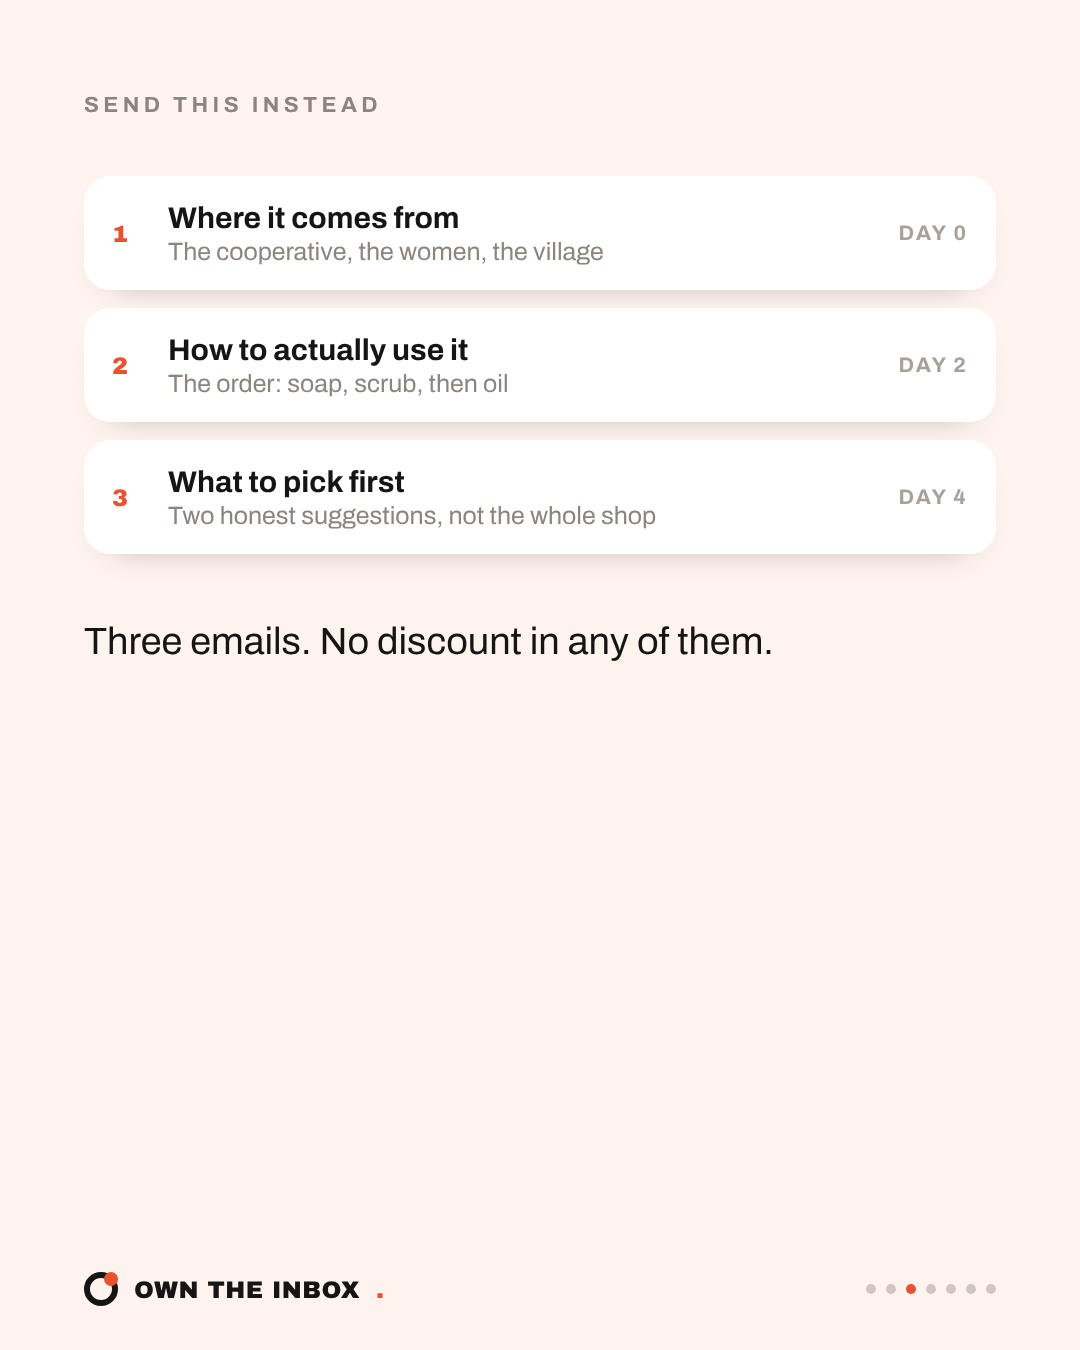 SEND THIS INSTEAD
1
Where it comes from
The cooperative, the women, the village
DAY 0
2
How to actually use it
The order: soap, scrub, then oil
DAY 2
3
What to pick first
Two honest suggestions, not the whole shop
DAY 4
Three emails. No discount in any of them.
OWN THE INBOX .